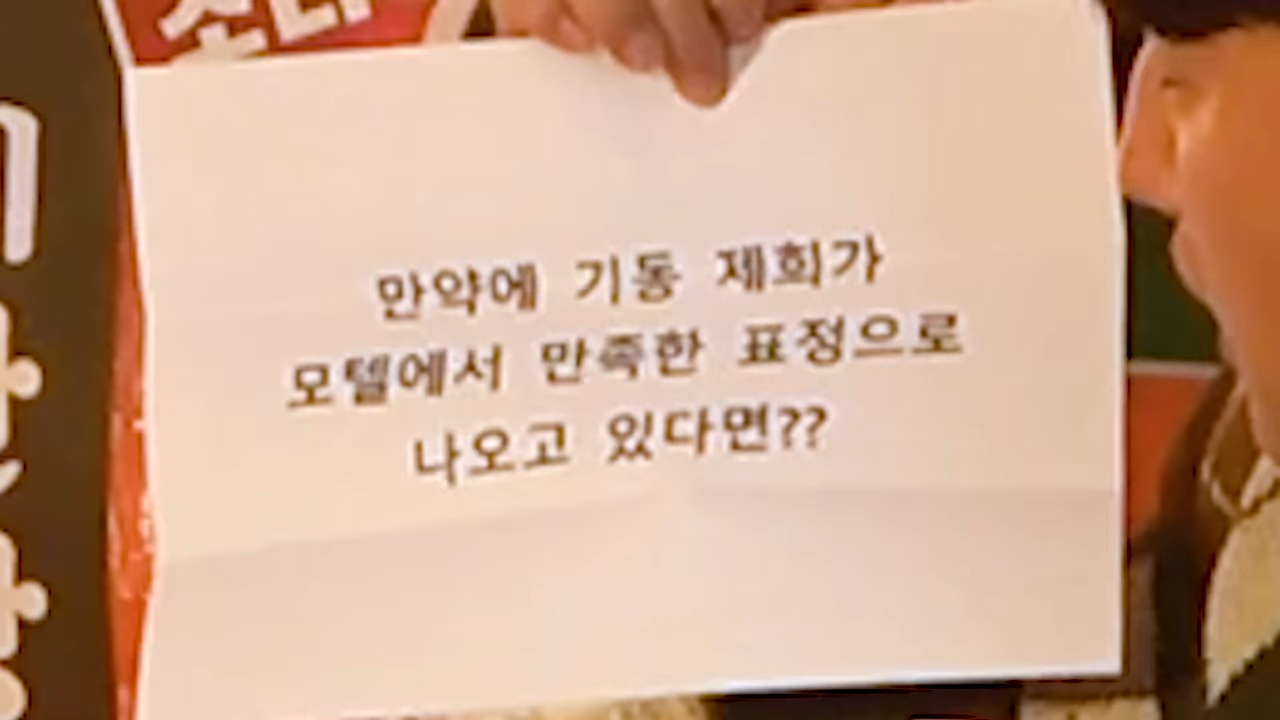 만약에 기동 제희가
모텔에서 만족한 표정으로
나오고 있다면??